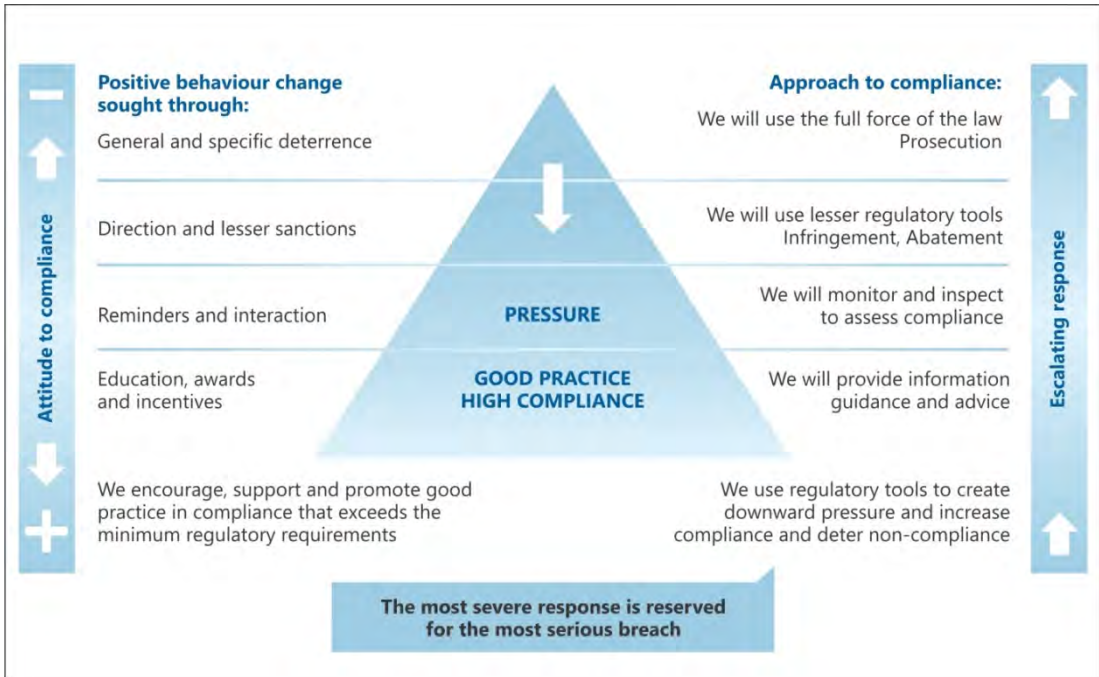 Positive behaviour change
sought through:
General and specific deterrence
Direction and lesser sanctions
Reminders and interaction
Education, awards
and incentives
We encourage, support and promote good
practice in compliance that exceeds the
minimum regulatory requirements
Attitude to compliance
PRESSURE
GOOD PRACTICE
HIGH COMPLIANCE
Approach to compliance:
We will use the full force of the law
Prosecution
We will use lesser regulatory tools
Infringement, Abatement
We will monitor and inspect
to assess compliance
We will provide information
guidance and advice
We use regulatory tools to create
downward pressure and increase
compliance and deter non-compliance
Escalating response
The most severe response is reserved
for the most serious breach